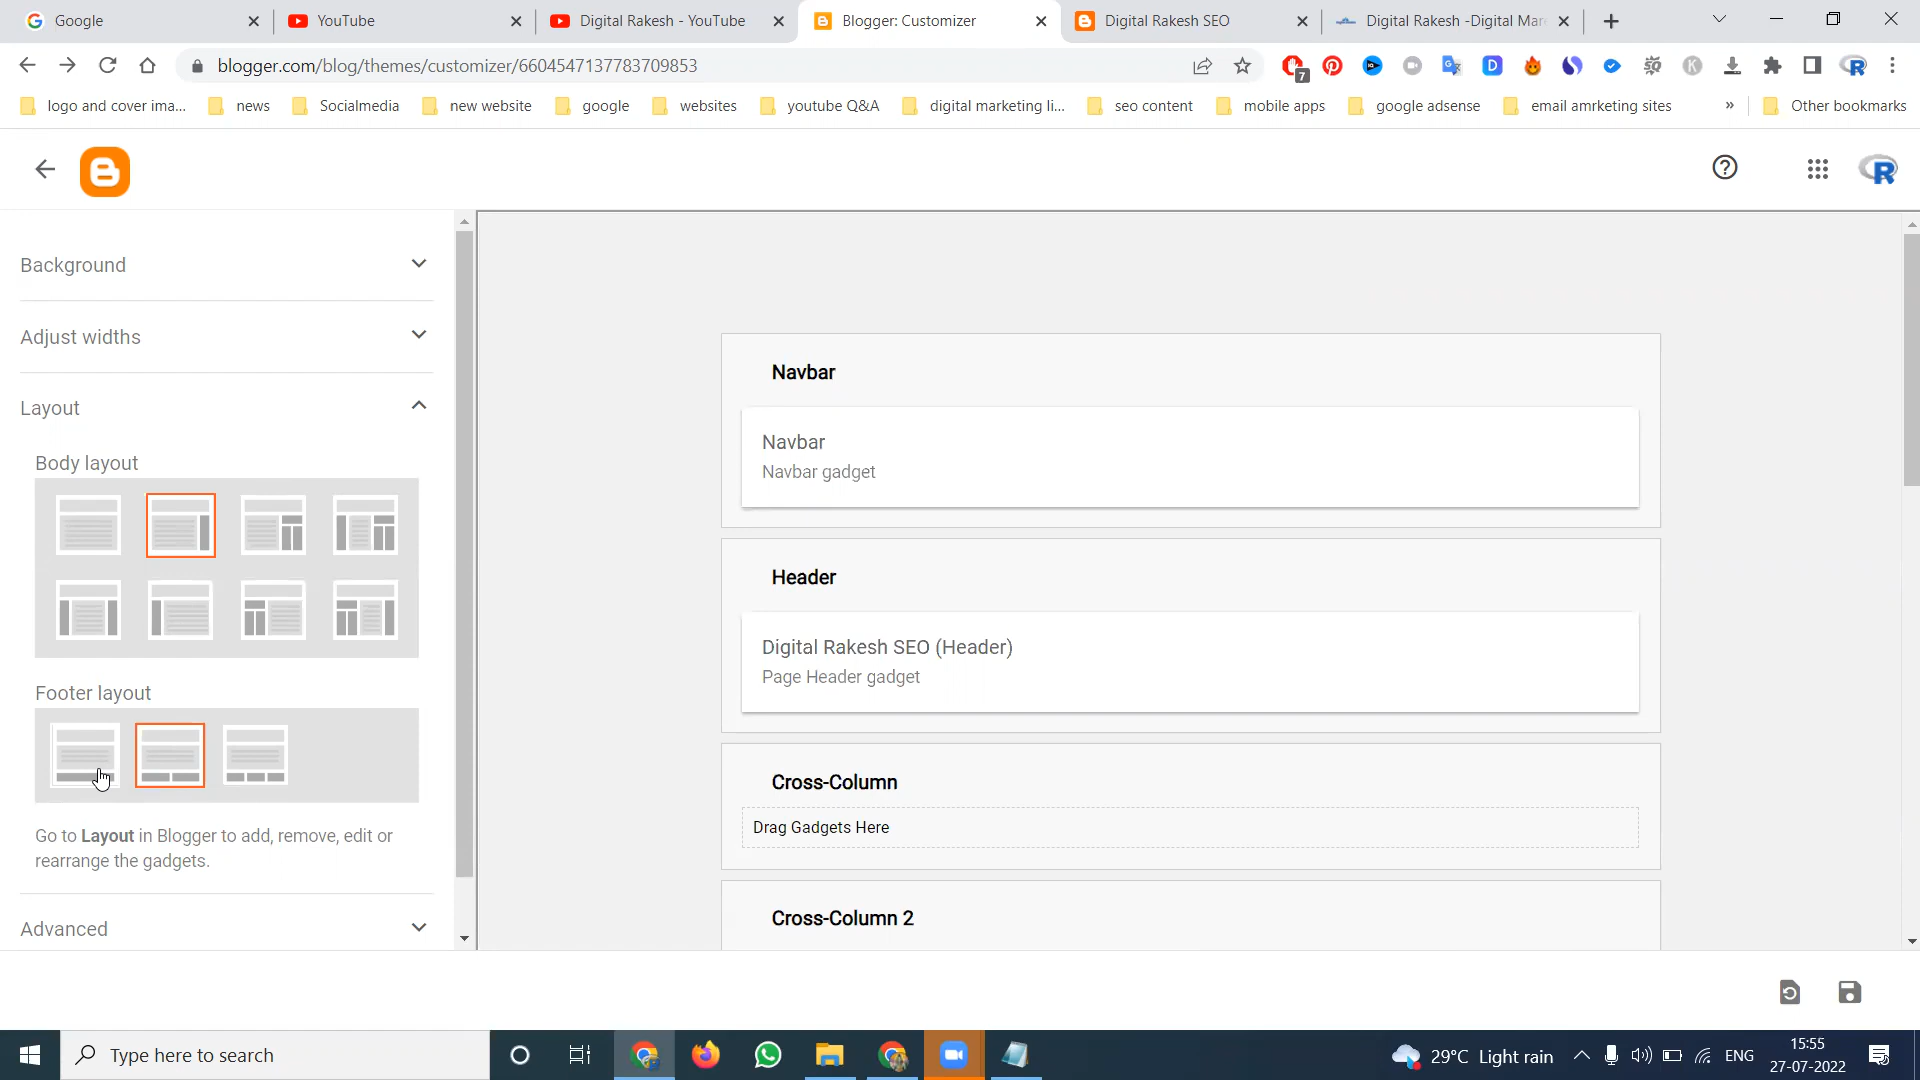 Google
YouTube
Digital Rakesh - YouTube
Blogger: Customizer
Digital Rakesh SEO
Digital Rakesh -Digital Mar
blogger.com/blog/themes/customizer/6604547137783709853
7
logo and cover ima...
news
Socialmedia
new website
google
websites
youtube Q&A
digital marketing li...
seo content
mobile apps
google adsense
email amrketing sites
»
Other bookmarks
Background
Adjust widths
Layout
Body layout
Footer layout
Go to Layout in Blogger to add, remove, edit or
rearrange the gadgets.
Advanced
Navbar
Navbar
Navbar gadget
Header
Digital Rakesh SEO (Header)
Page Header gadget
Cross-Column
Drag Gadgets Here
Cross-Column 2
Type here to search
29°C Light rain
ENG
15:55
27-07-2022